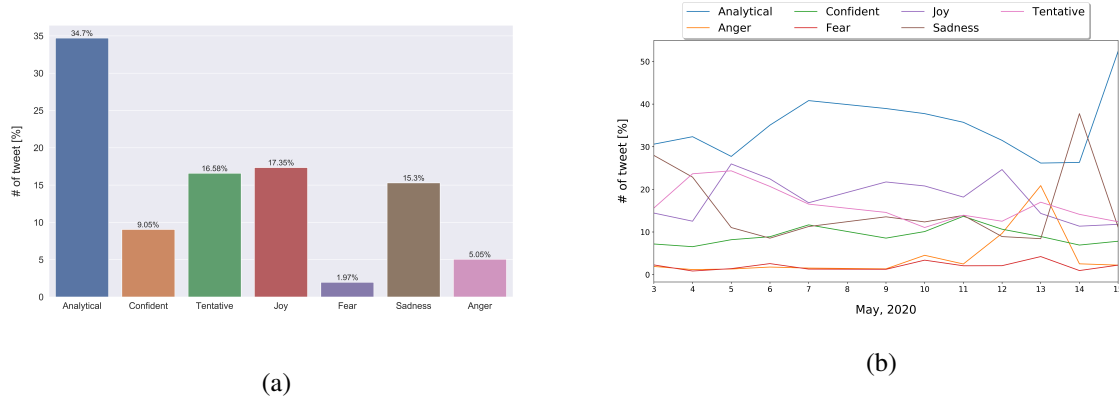 35
30
25
20
15
10
5
0
# of tweet [%]
34.7%
9.05%
16.58%
17.35%
1.97%
15.3%
5.05%
Analytical Confident Tentative Joy Fear Sadness Anger
(a)
Analytical Confident Joy Tentative
Anger Fear Sadness
50
40
30
20
10
0
# of tweet [%]
3 4 5 6 7 8 9 10 11 12 13 14 15
May, 2020
(b)